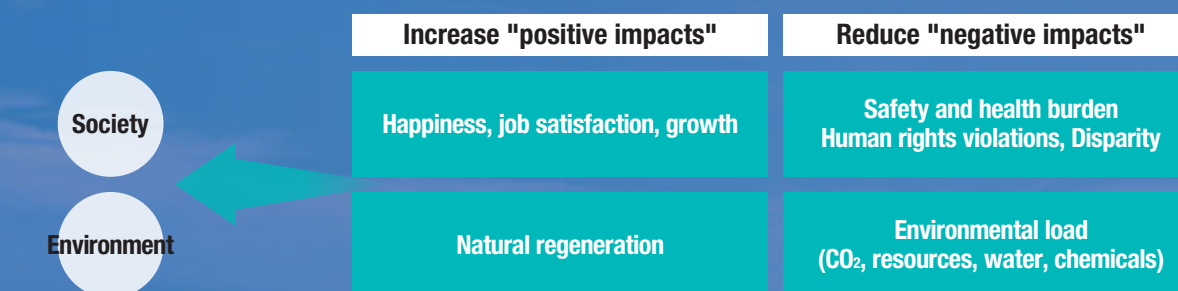 Increase "positive impacts"
Reduce "negative impacts"
Society
Happiness, job satisfaction, growth
Safety and health burden
Human rights violations, Disparity
Environment
Natural regeneration
Environmental load
(CO₂, resources, water, chemicals)